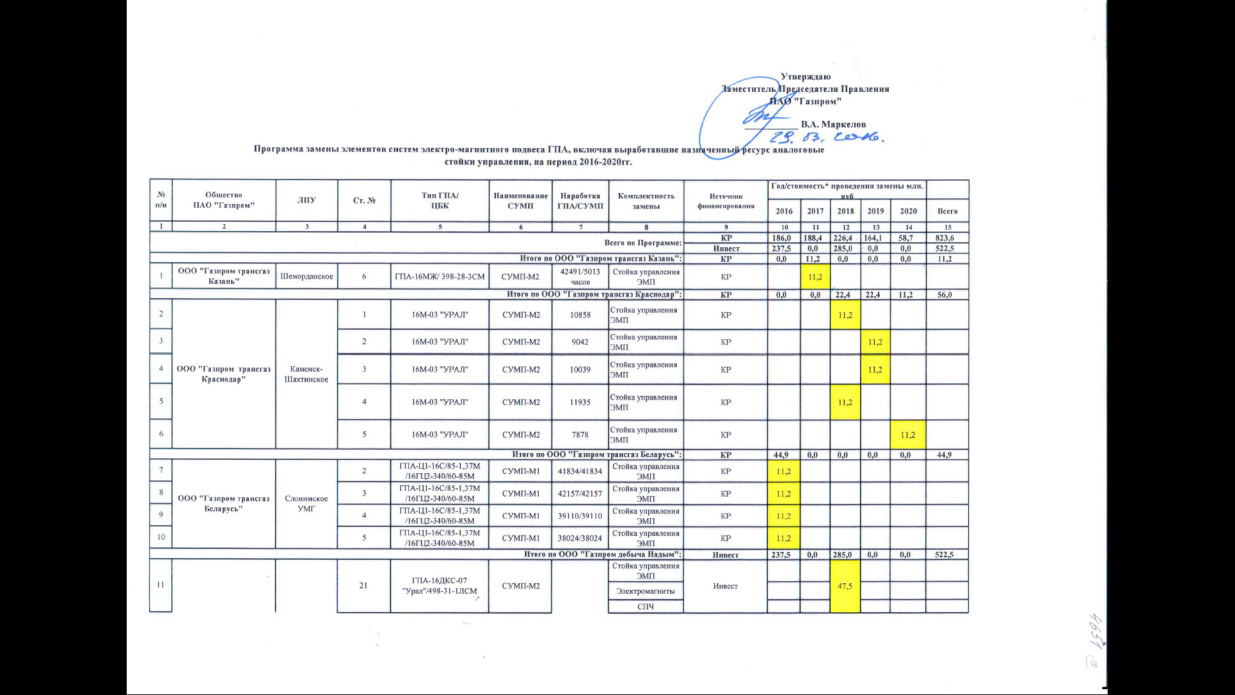 Утверждаю
Заместитель Председателя Правления
ПАО "Газпром"
В.А. Маркелов
29. 03. 2016.
Программа замены элементов систем электро-магнитного подвеса ГПА, включая выработавшие назначенный ресурс аналоговые
стойки управления, на период 2016-2020гг.
№ п/п Общество ПАО "Газпром" ЛПУ Ст. № Тип ГПА/ ЦБК Наименование СУМП Наработка ГПА/СУМП Комплектность замены Источник финансирования Год/стоимость* проведения замены млн. руб
2016 2017 2018 2019 2020 Всего
1 2 3 4 5 6 7 8 9 10 11 12 13 14 15
Всего по Программе: КР 186,0 188,4 226,4 164,1 58,7 823,6
Инвест 237,5 0,0 285,0 0,0 0,0 522,5
Итого по ООО "Газпром трансгаз Казань": КР 0,0 11,2 0,0 0,0 0,0 11,2
1 ООО "Газпром трансгаз Казань" Шеморданское 6 ГПА-16МЖ/ 398-28-3СМ СУМП-М2 42491/5013 часов Стойка управления ЭМП КР 11,2
Итого по ООО "Газпром трансгаз Краснодар": КР 0,0 0,0 22,4 22,4 11,2 56,0
2 1 16М-03 "УРАЛ" СУМП-М2 10858 Стойка управления ЭМП КР 11,2
3 2 16М-03 "УРАЛ" СУМП-М2 9042 Стойка управления ЭМП КР 11,2
4 ООО "Газпром трансгаз Краснодар" Каменск-Шахтинское 3 16М-03 "УРАЛ" СУМП-М2 10039 Стойка управления ЭМП КР 11,2
5 4 16М-03 "УРАЛ" СУМП-М2 11935 Стойка управления ЭМП КР 11,2
6 5 16М-03 "УРАЛ" СУМП-М2 7878 Стойка управления ЭМП КР 11,2
Итого по ООО "Газпром трансгаз Беларусь": КР 44,9 0,0 0,0 0,0 0,0 44,9
7 2 ГПА-Ц1-16С/85-1,37М /16ГЦ2-340/60-85М СУМП-М1 41834/41834 Стойка управления ЭМП КР 11,2
8 ООО "Газпром трансгаз Беларусь" Слонимское УМГ 3 ГПА-Ц1-16С/85-1,37М /16ГЦ2-340/60-85М СУМП-М1 42157/42157 Стойка управления ЭМП КР 11,2
9 4 ГПА-Ц1-16С/85-1,37М /16ГЦ2-340/60-85М СУМП-М1 39110/39110 Стойка управления ЭМП КР 11,2
10 5 ГПА-Ц1-16С/85-1,37М /16ГЦ2-340/60-85М СУМП-М1 38024/38024 Стойка управления ЭМП КР 11,2
Итого по ООО "Газпром добыча Надым": Инвест 237,5 0,0 285,0 0,0 0,0 522,5
11 21 ГПА-16ДКС-07 "Урал"/498-31-1ЛСМ СУМП-М2 Стойка управления ЭМП Инвест 47,5
Электромагниты
СПЧ